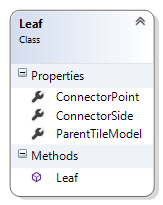 Leaf
Class
Properties
ConnectorPoint
ConnectorSide
ParentTileModel
Methods
Leaf